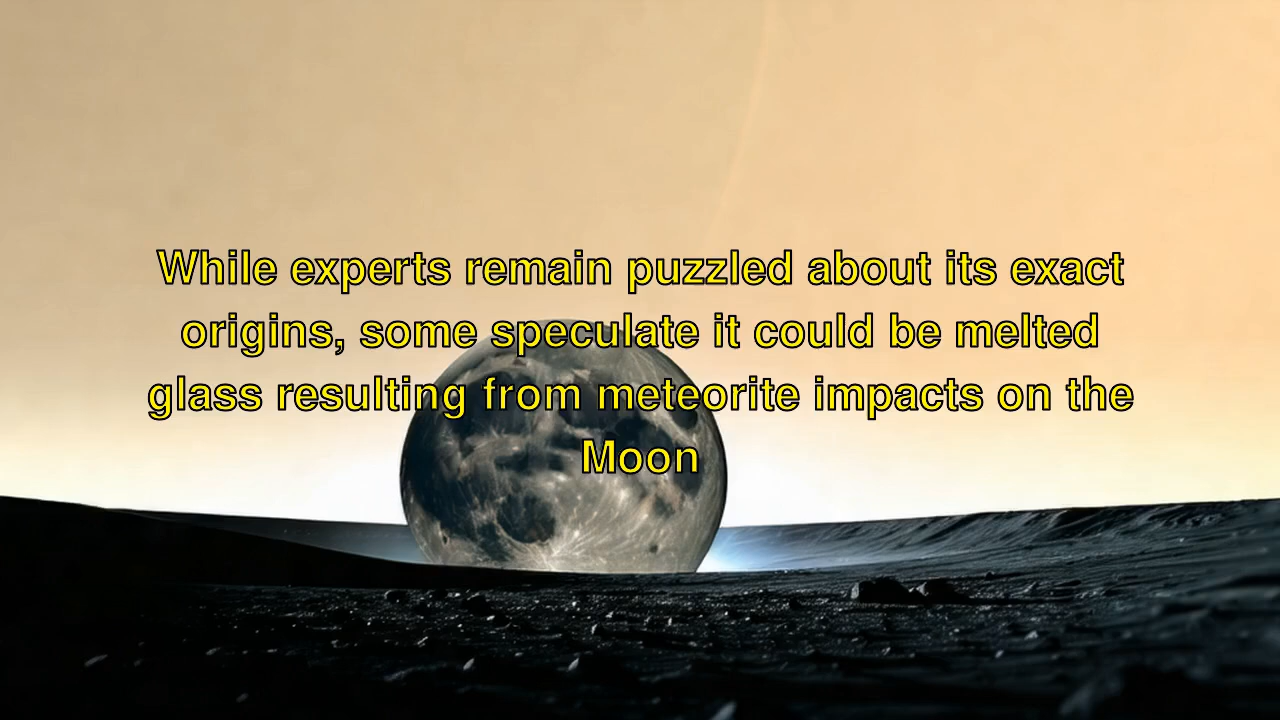 While experts remain puzzled about its exact
origins, some speculate it could be melted
glass resulting from meteorite impacts on the
Moon